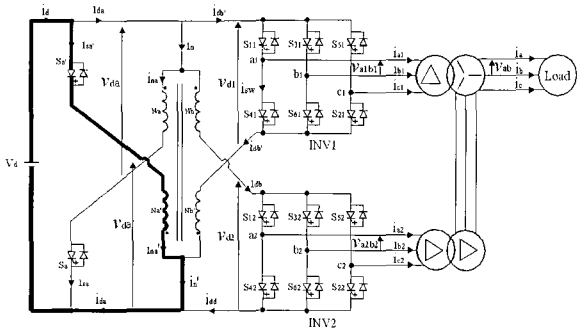 id
ida
idb'
in
isa'
Sa'
Vda
ina
Na
Nb
Vd1
S11
S31
S51
a1
b1
c1
isw
S41
S61
S21
INV1
ia1
ib1
ic1
Va1b1
Vab
ia
ib
ic
Load
Vd
idb'
Na'
Nb'
idb
Vd2
Sa
isa
ida
in'
idd
S12
S32
S52
a2
b2
c2
S42
S62
S22
INV2
ia2
ib2
ic2
Va2b2